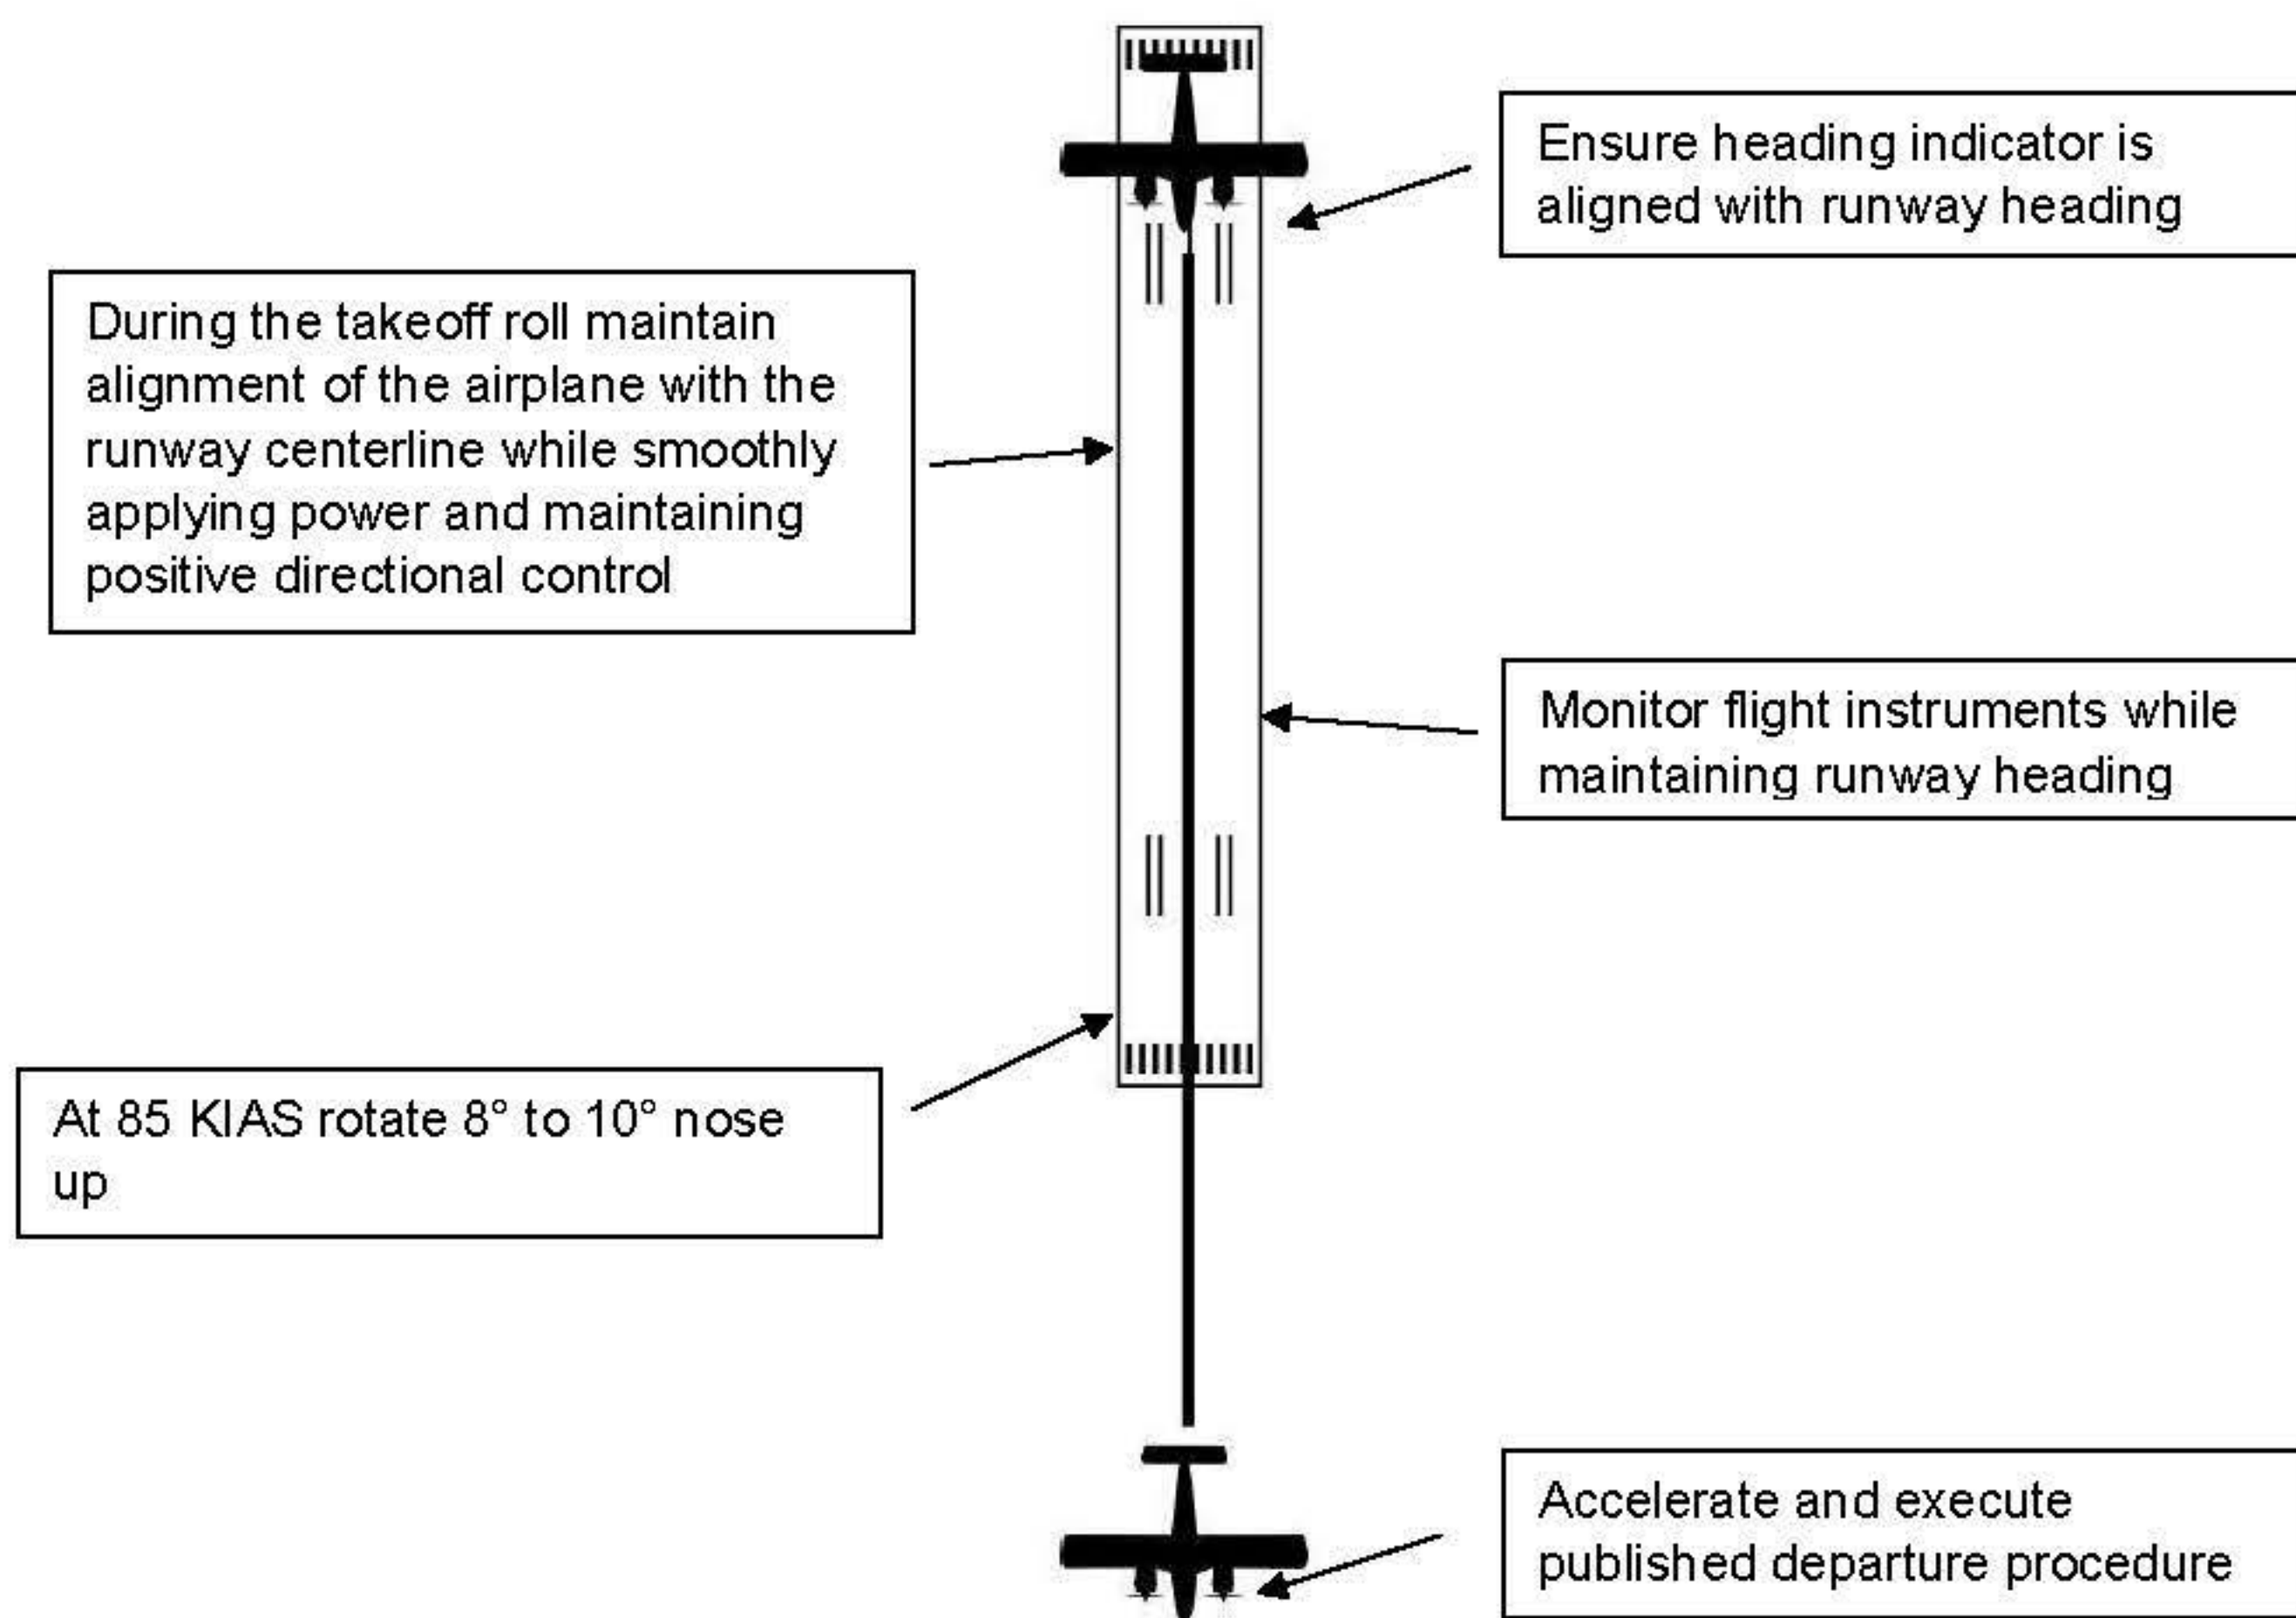 Ensure heading indicator is
aligned with runway heading
During the takeoff roll maintain
alignment of the airplane with the
runway centerline while smoothly
applying power and maintaining
positive directional control
Monitor flight instruments while
maintaining runway heading
At 85 KIAS rotate 8° to 10° nose
up
Accelerate and execute
published departure procedure